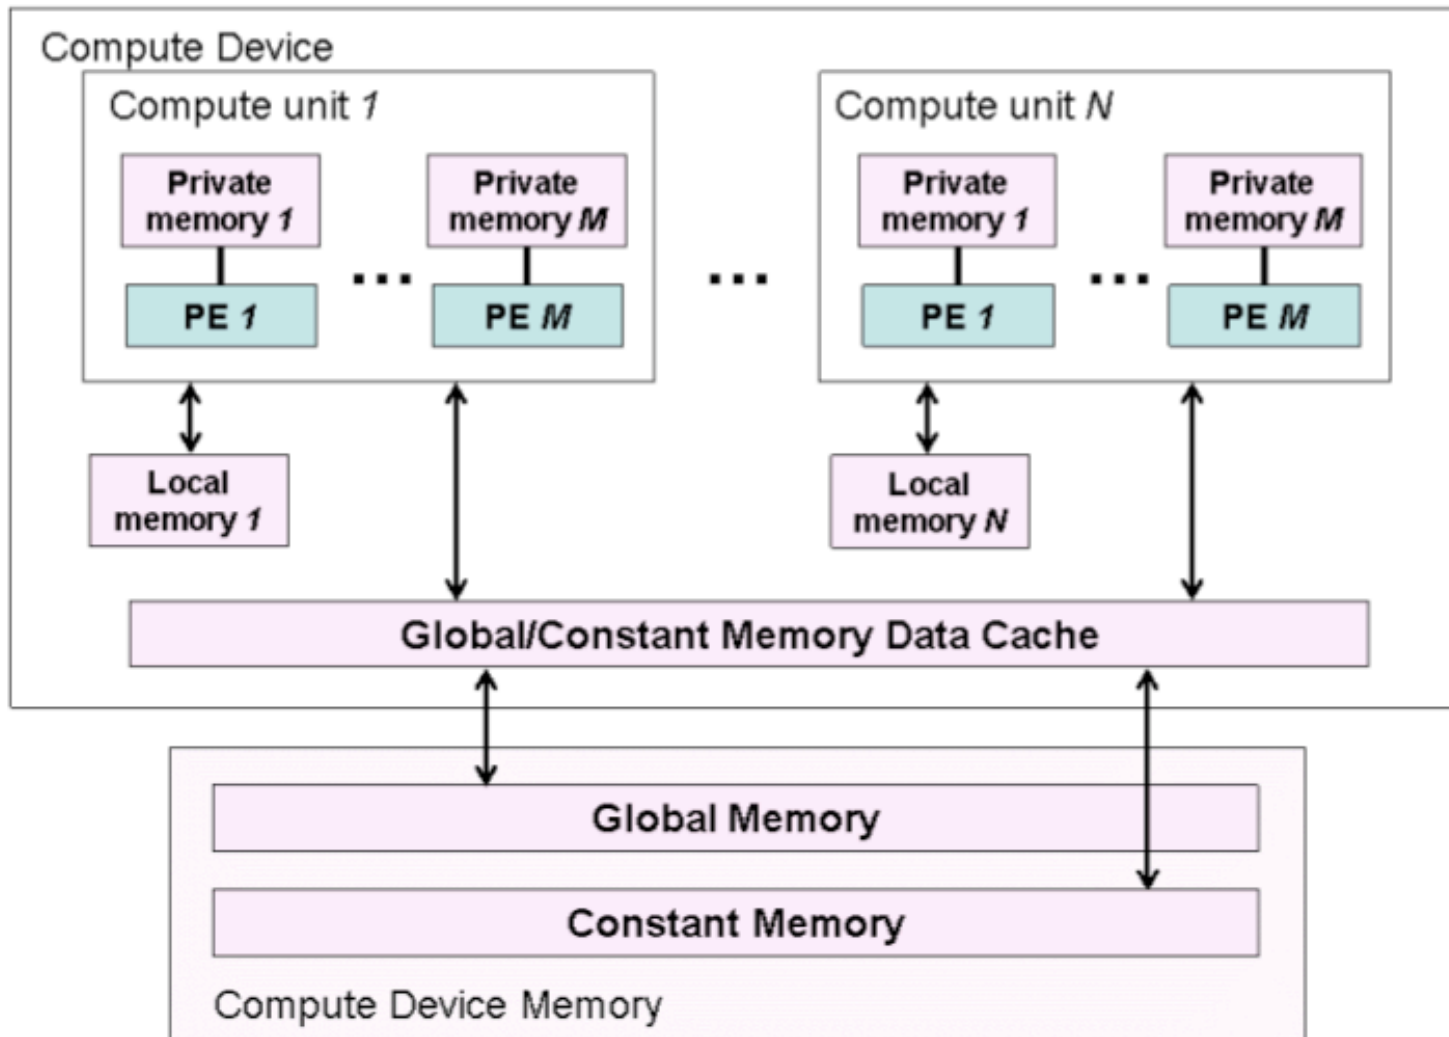 Compute Device
Compute unit 1
Compute unit N
Private
memory 1
Private
memory M
Private
memory 1
Private
memory M
...
...
...
PE 1
PE M
PE 1
PE M
Local
memory 1
Local
memory N
Global/Constant Memory Data Cache
Global Memory
Constant Memory
Compute Device Memory